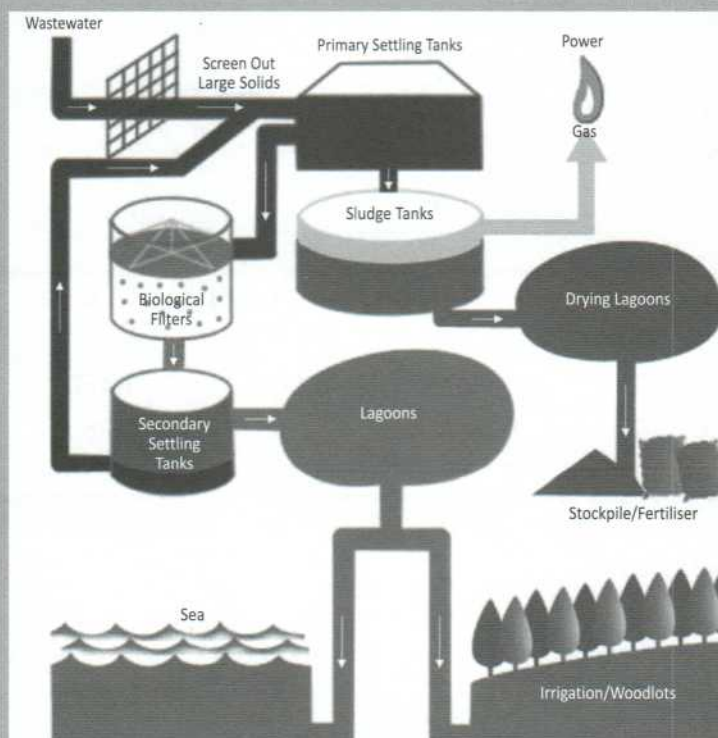 Wastewater
Screen Out
Large Solids
Primary Settling Tanks
Power
Gas
Sludge Tanks
Biological
Filters
Drying Lagoons
Secondary
Settling
Tanks
Lagoons
Stockpile/Fertiliser
Sea
Irrigation/Woodlots